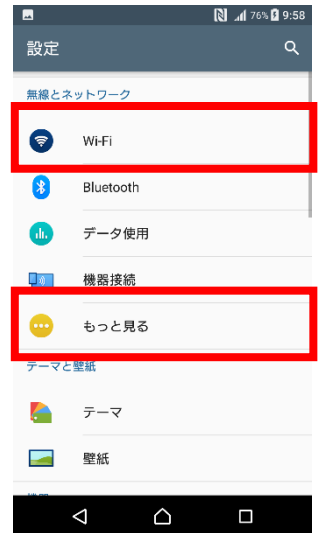 76% 9:58
設定
無線とネットワーク
Wi-Fi
Bluetooth
データ使用
機器接続
もっと見る
テーマと壁紙
テーマ
壁紙